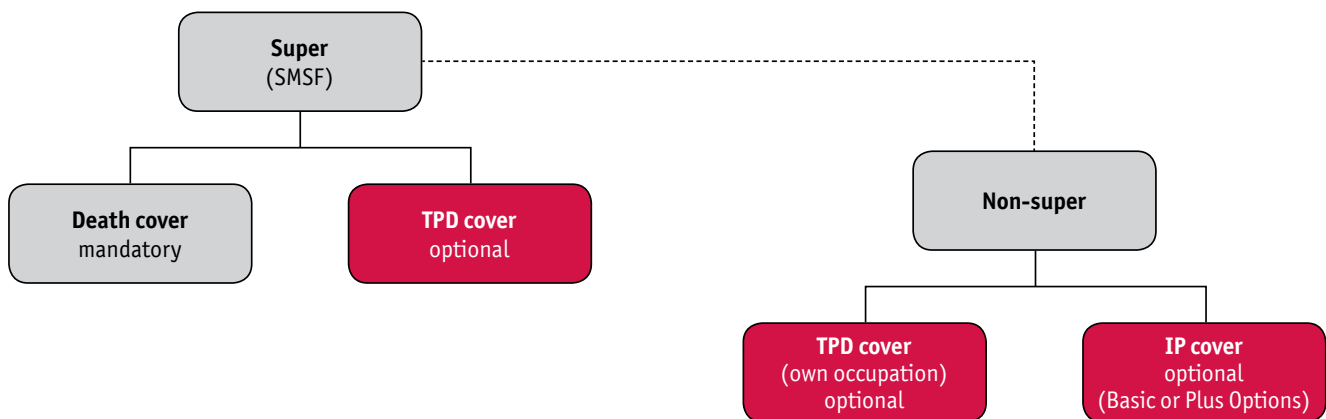 Super
(SMSF)
Death cover
mandatory
TPD cover
optional
Non-super
TPD cover
(own occupation)
optional
IP cover
optional
(Basic or Plus Options)